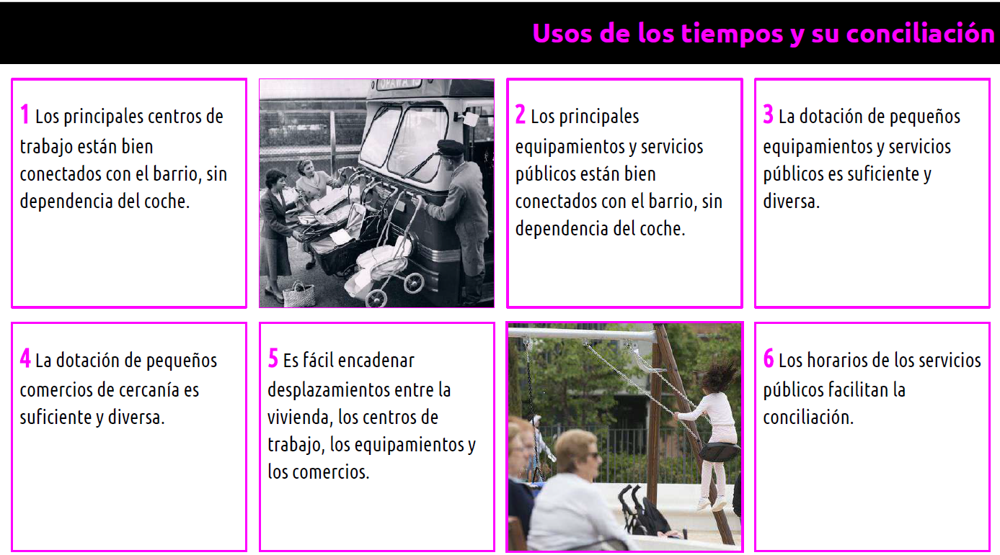 Usos de los tiempos y su conciliación
1 Los principales centros de
trabajo están bien
conectados con el barrio, sin
dependencia del coche.
OPAWA
2 Los principales
equipamientos y servicios
públicos están bien
conectados con el barrio, sin
dependencia del coche.
3 La dotación de pequeños
equipamientos y servicios
públicos es suficiente y
diversa.
4 La dotación de pequeños
comercios de cercanía es
suficiente y diversa.
5 Es fácil encadenar
desplazamientos entre la
vivienda, los centros de
trabajo, los equipamientos y
los comercios.
6 Los horarios de los servicios
públicos facilitan la
conciliación.